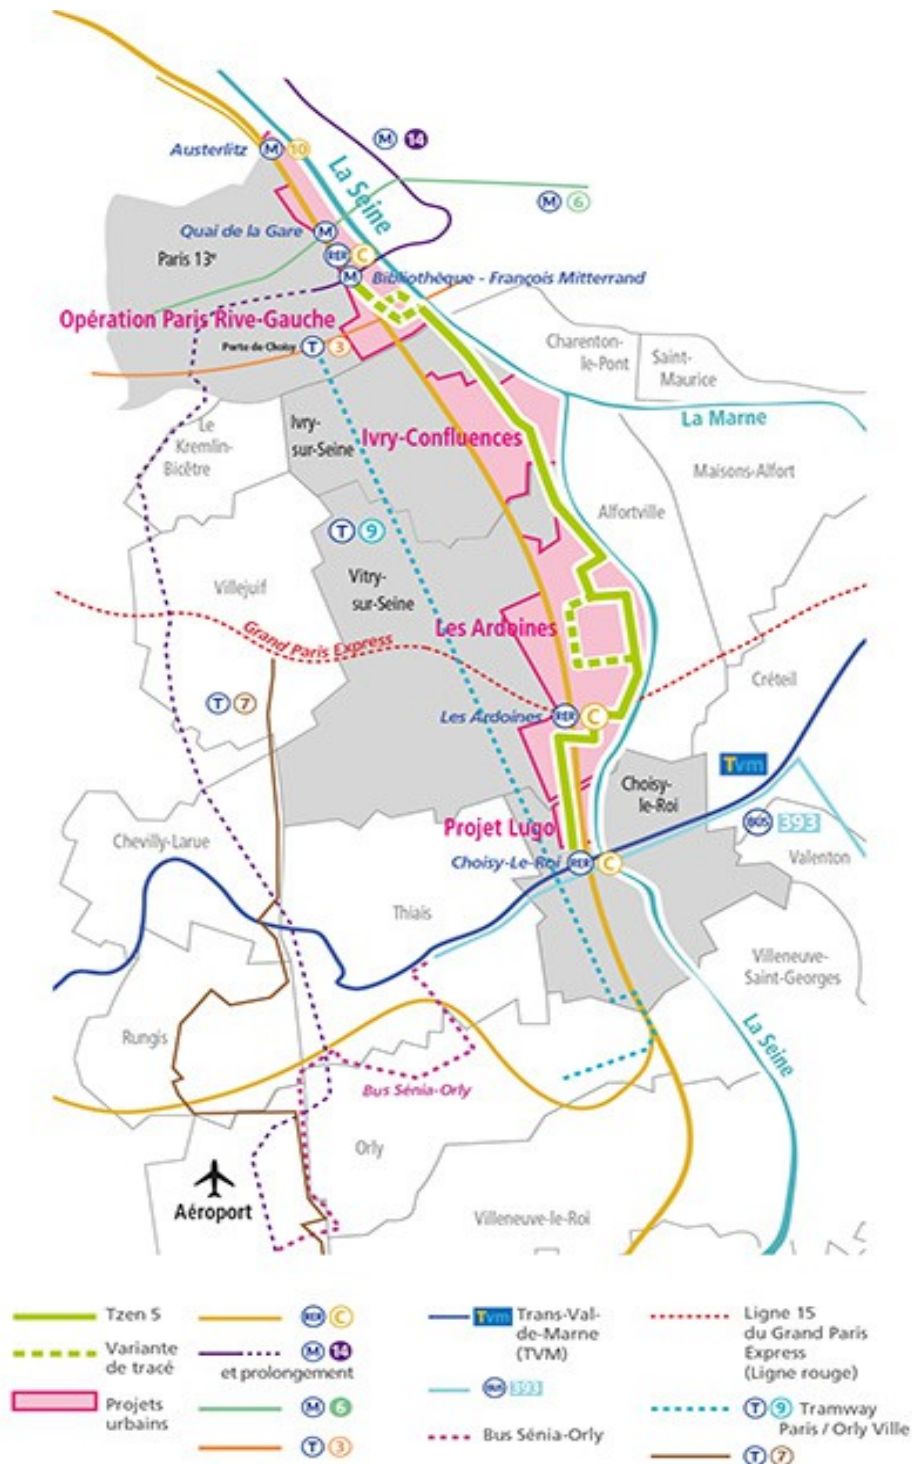 Austerlitz M 10
M 14
La Seine
M 6
Quai de la Gare M
RER C
Paris 13e
M Bibliothèque - François Mitterrand
Opération Paris Rive-Gauche
Porte de Choisy T 3
Charenton-
le-Pont
Saint-
Maurice
La Marne
Le
Kremlin-
Bicêtre
Ivry-
sur-Seine
Ivry-Confluences
Maisons-Alfort
Alfortville
T 9
Villejuif
Vitry-
sur-Seine
Grand Paris Express
Les Ardoines
Créteil
T 7
Les Ardoines RER C
Tvm
Choisy-
le-Roi
BUS 393
Projet Lugo
Chevilly-Larue
Valenton
Choisy-Le-Roi RER C
Thiais
Villeneuve-
Saint-Georges
La Seine
Rungis
Bus Sénia-Orly
Orly
Aéroport
Villeneuve-le-Roi
Tzen 5
Variante
de tracé
Projets
urbains
RER C
M 14
et prolongement
M 6
T 3
Tvm Trans-Val-
de-Marne
(TVM)
BUS 393
Bus Sénia-Orly
Ligne 15
du Grand Paris
Express
(Ligne rouge)
T 9 Tramway
Paris / Orly Ville
T 7